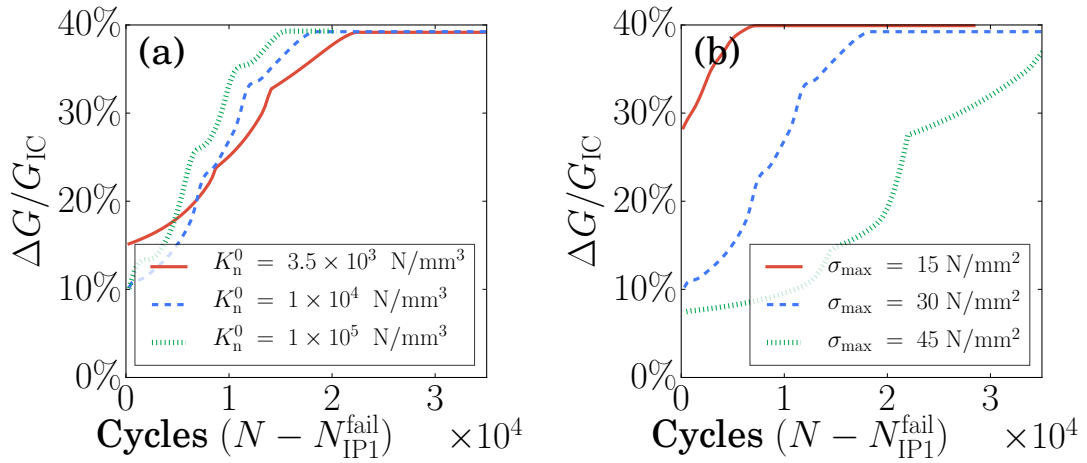 40%
30%
20%
10%
0%
ΔG/G_IC
(a)
K_n^0 = 3.5 × 10^3 N/mm^3
K_n^0 = 1 × 10^4 N/mm^3
K_n^0 = 1 × 10^5 N/mm^3
0 1 2 3
Cycles (N − N_IP1^fail) ×10^4
40%
30%
20%
10%
0%
ΔG/G_IC
(b)
σ_max = 15 N/mm^2
σ_max = 30 N/mm^2
σ_max = 45 N/mm^2
0 1 2 3
Cycles (N − N_IP1^fail) ×10^4